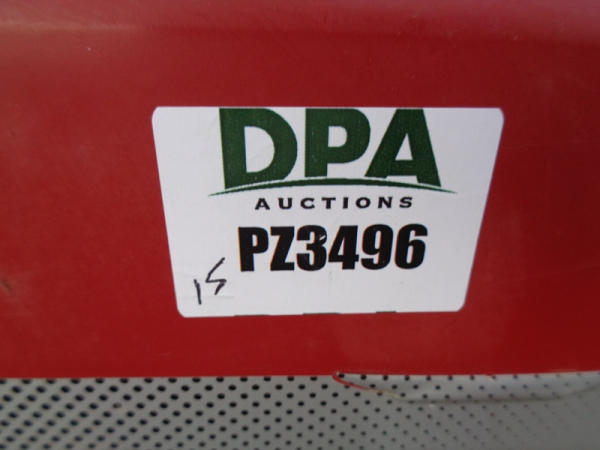 DPA
AUCTIONS
PZ3496
15